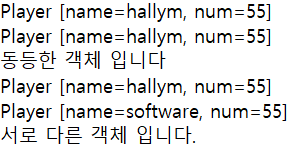 Player [name=hallym, num=55]
Player [name=hallym, num=55]
동등한 객체 입니다
Player [name=hallym, num=55]
Player [name=software, num=55]
서로 다른 객체 입니다.